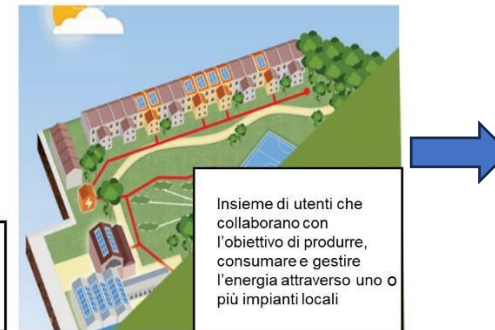 Insieme di utenti che
collaborano con
l'obiettivo di produrre,
consumare e gestire
l'energia attraverso uno o
più impianti locali